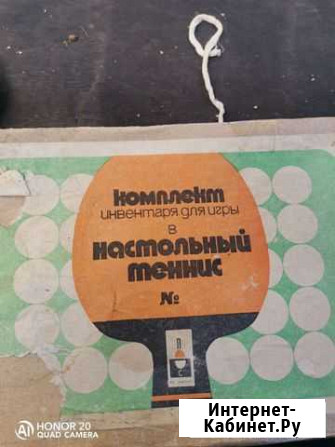 комплект
инвентаря для игры
в
настольный
теннис
№
HONOR 20
QUAD CAMERA
Интернет-
Кабинет.Ру